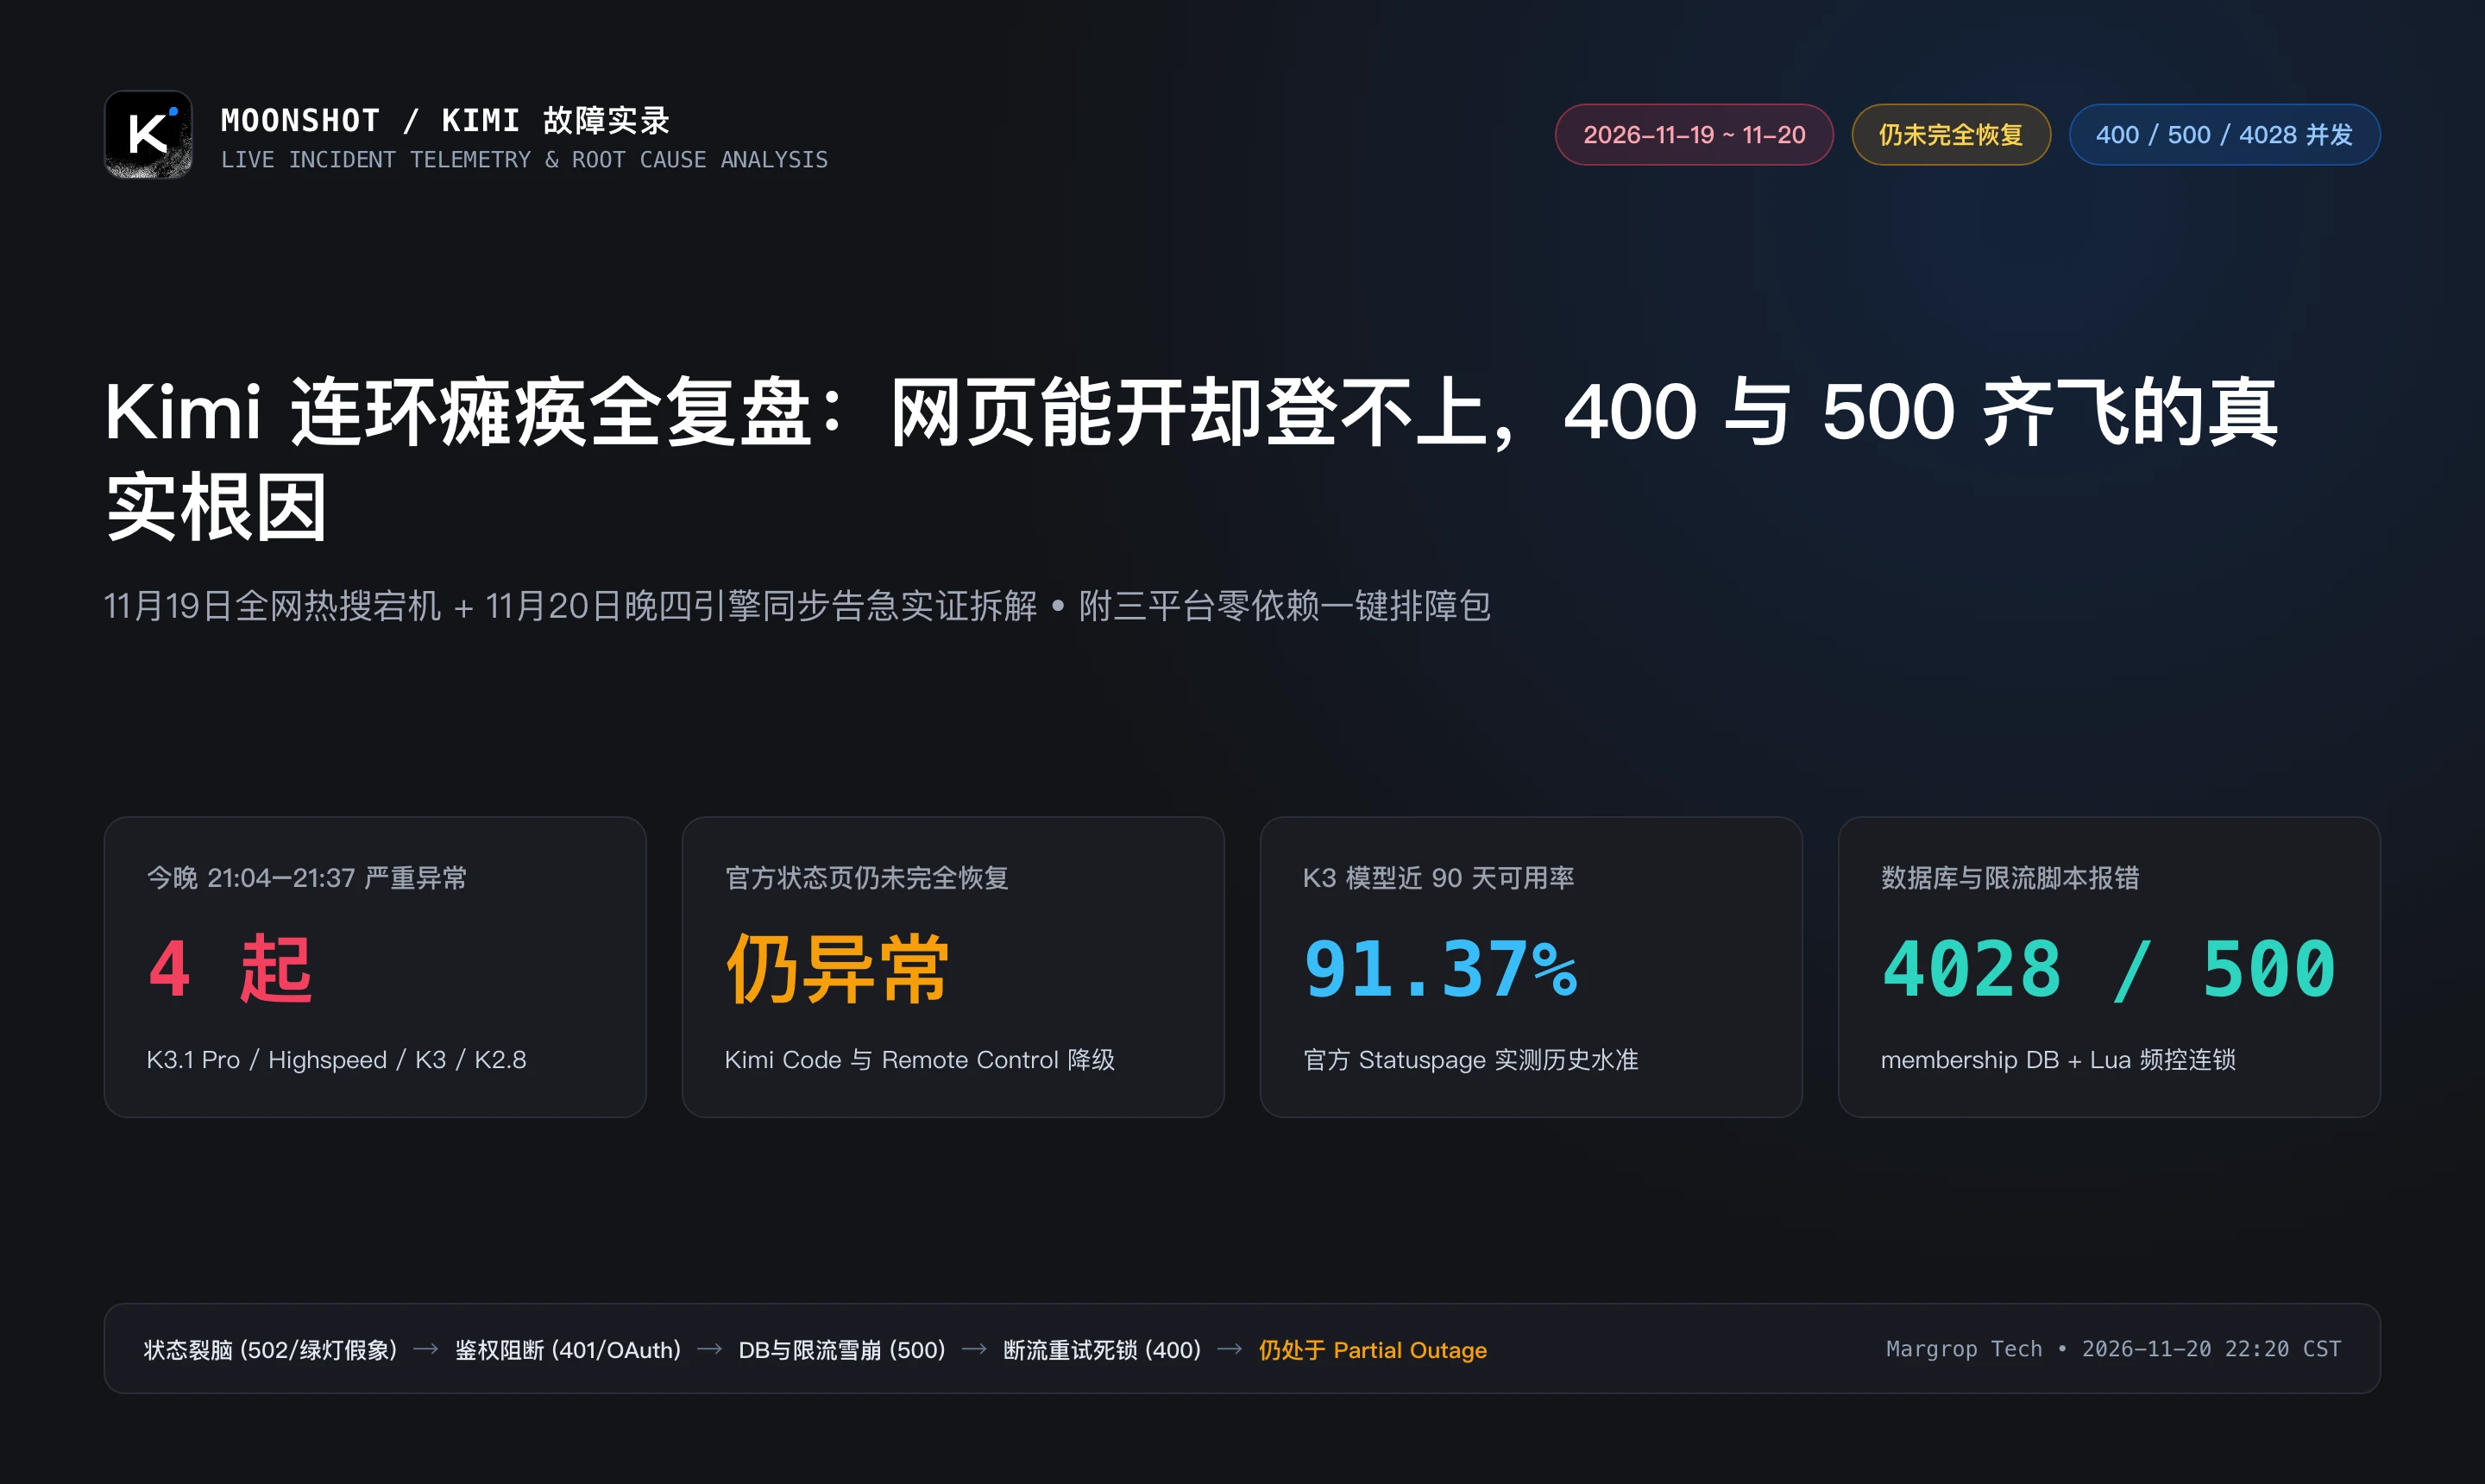 MOONSHOT / KIMI 故障实录
LIVE INCIDENT TELEMETRY & ROOT CAUSE ANALYSIS
2026-11-19 ~ 11-20
仍未完全恢复
400 / 500 / 4028 并发
Kimi 连环瘫痪全复盘：网页能开却登不上，400 与 500 齐飞的真
实根因
11月19日全网热搜宕机 + 11月20日晚四引擎同步告急实证拆解 • 附三平台零依赖一键排障包
今晚 21:04—21:37 严重异常
4 起
K3.1 Pro / Highspeed / K3 / K2.8
官方状态页仍未完全恢复
仍异常
Kimi Code 与 Remote Control 降级
K3 模型近 90 天可用率
91.37%
官方 Statuspage 实测历史水准
数据库与限流脚本报错
4028 / 500
membership DB + Lua 频控连锁
状态裂脑 (502/绿灯假象) → 鉴权阻断 (401/OAuth) → DB与限流雪崩 (500) → 断流重试死锁 (400) → 仍处于 Partial Outage
Margrop Tech • 2026-11-20 22:20 CST